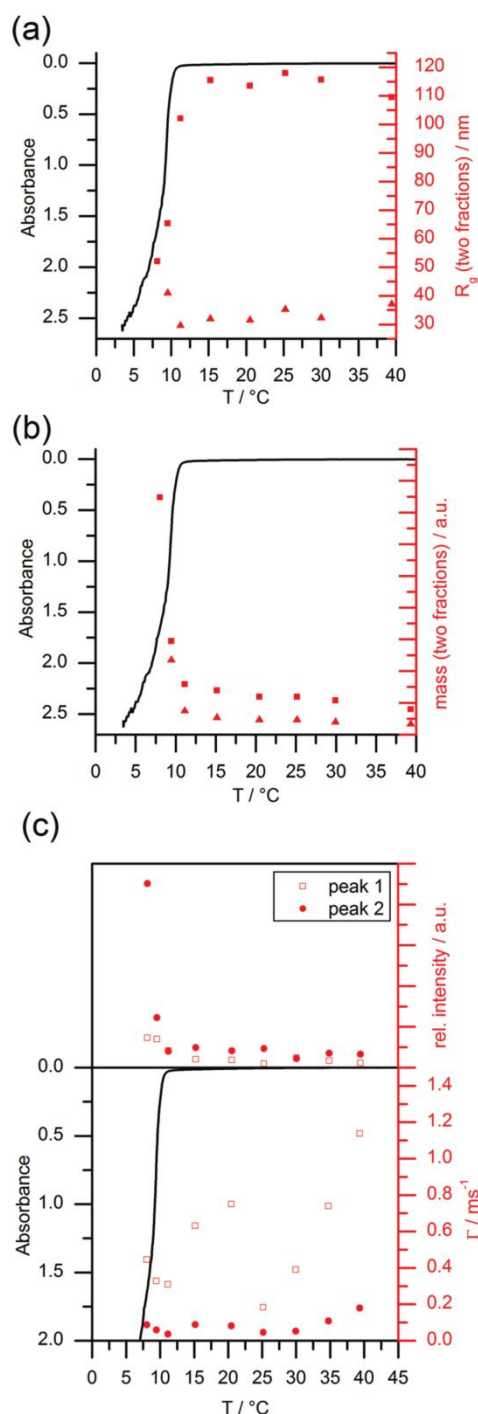 (a)
0.0
0.5
1.0
1.5
2.0
2.5
Absorbance
120
110
100
90
80
70
60
50
40
30
R_g (two fractions) / nm
0 5 10 15 20 25 30 35 40
T / °C
(b)
0.0
0.5
1.0
1.5
2.0
2.5
Absorbance
mass (two fractions) / a.u.
0 5 10 15 20 25 30 35 40
T / °C
(c)
peak 1
peak 2
rel. intensity / a.u.
0.0
0.5
1.0
1.5
2.0
Absorbance
1.4
1.2
1.0
0.8
0.6
0.4
0.2
0.0
Γ / ms⁻¹
0 5 10 15 20 25 30 35 40 45
T / °C